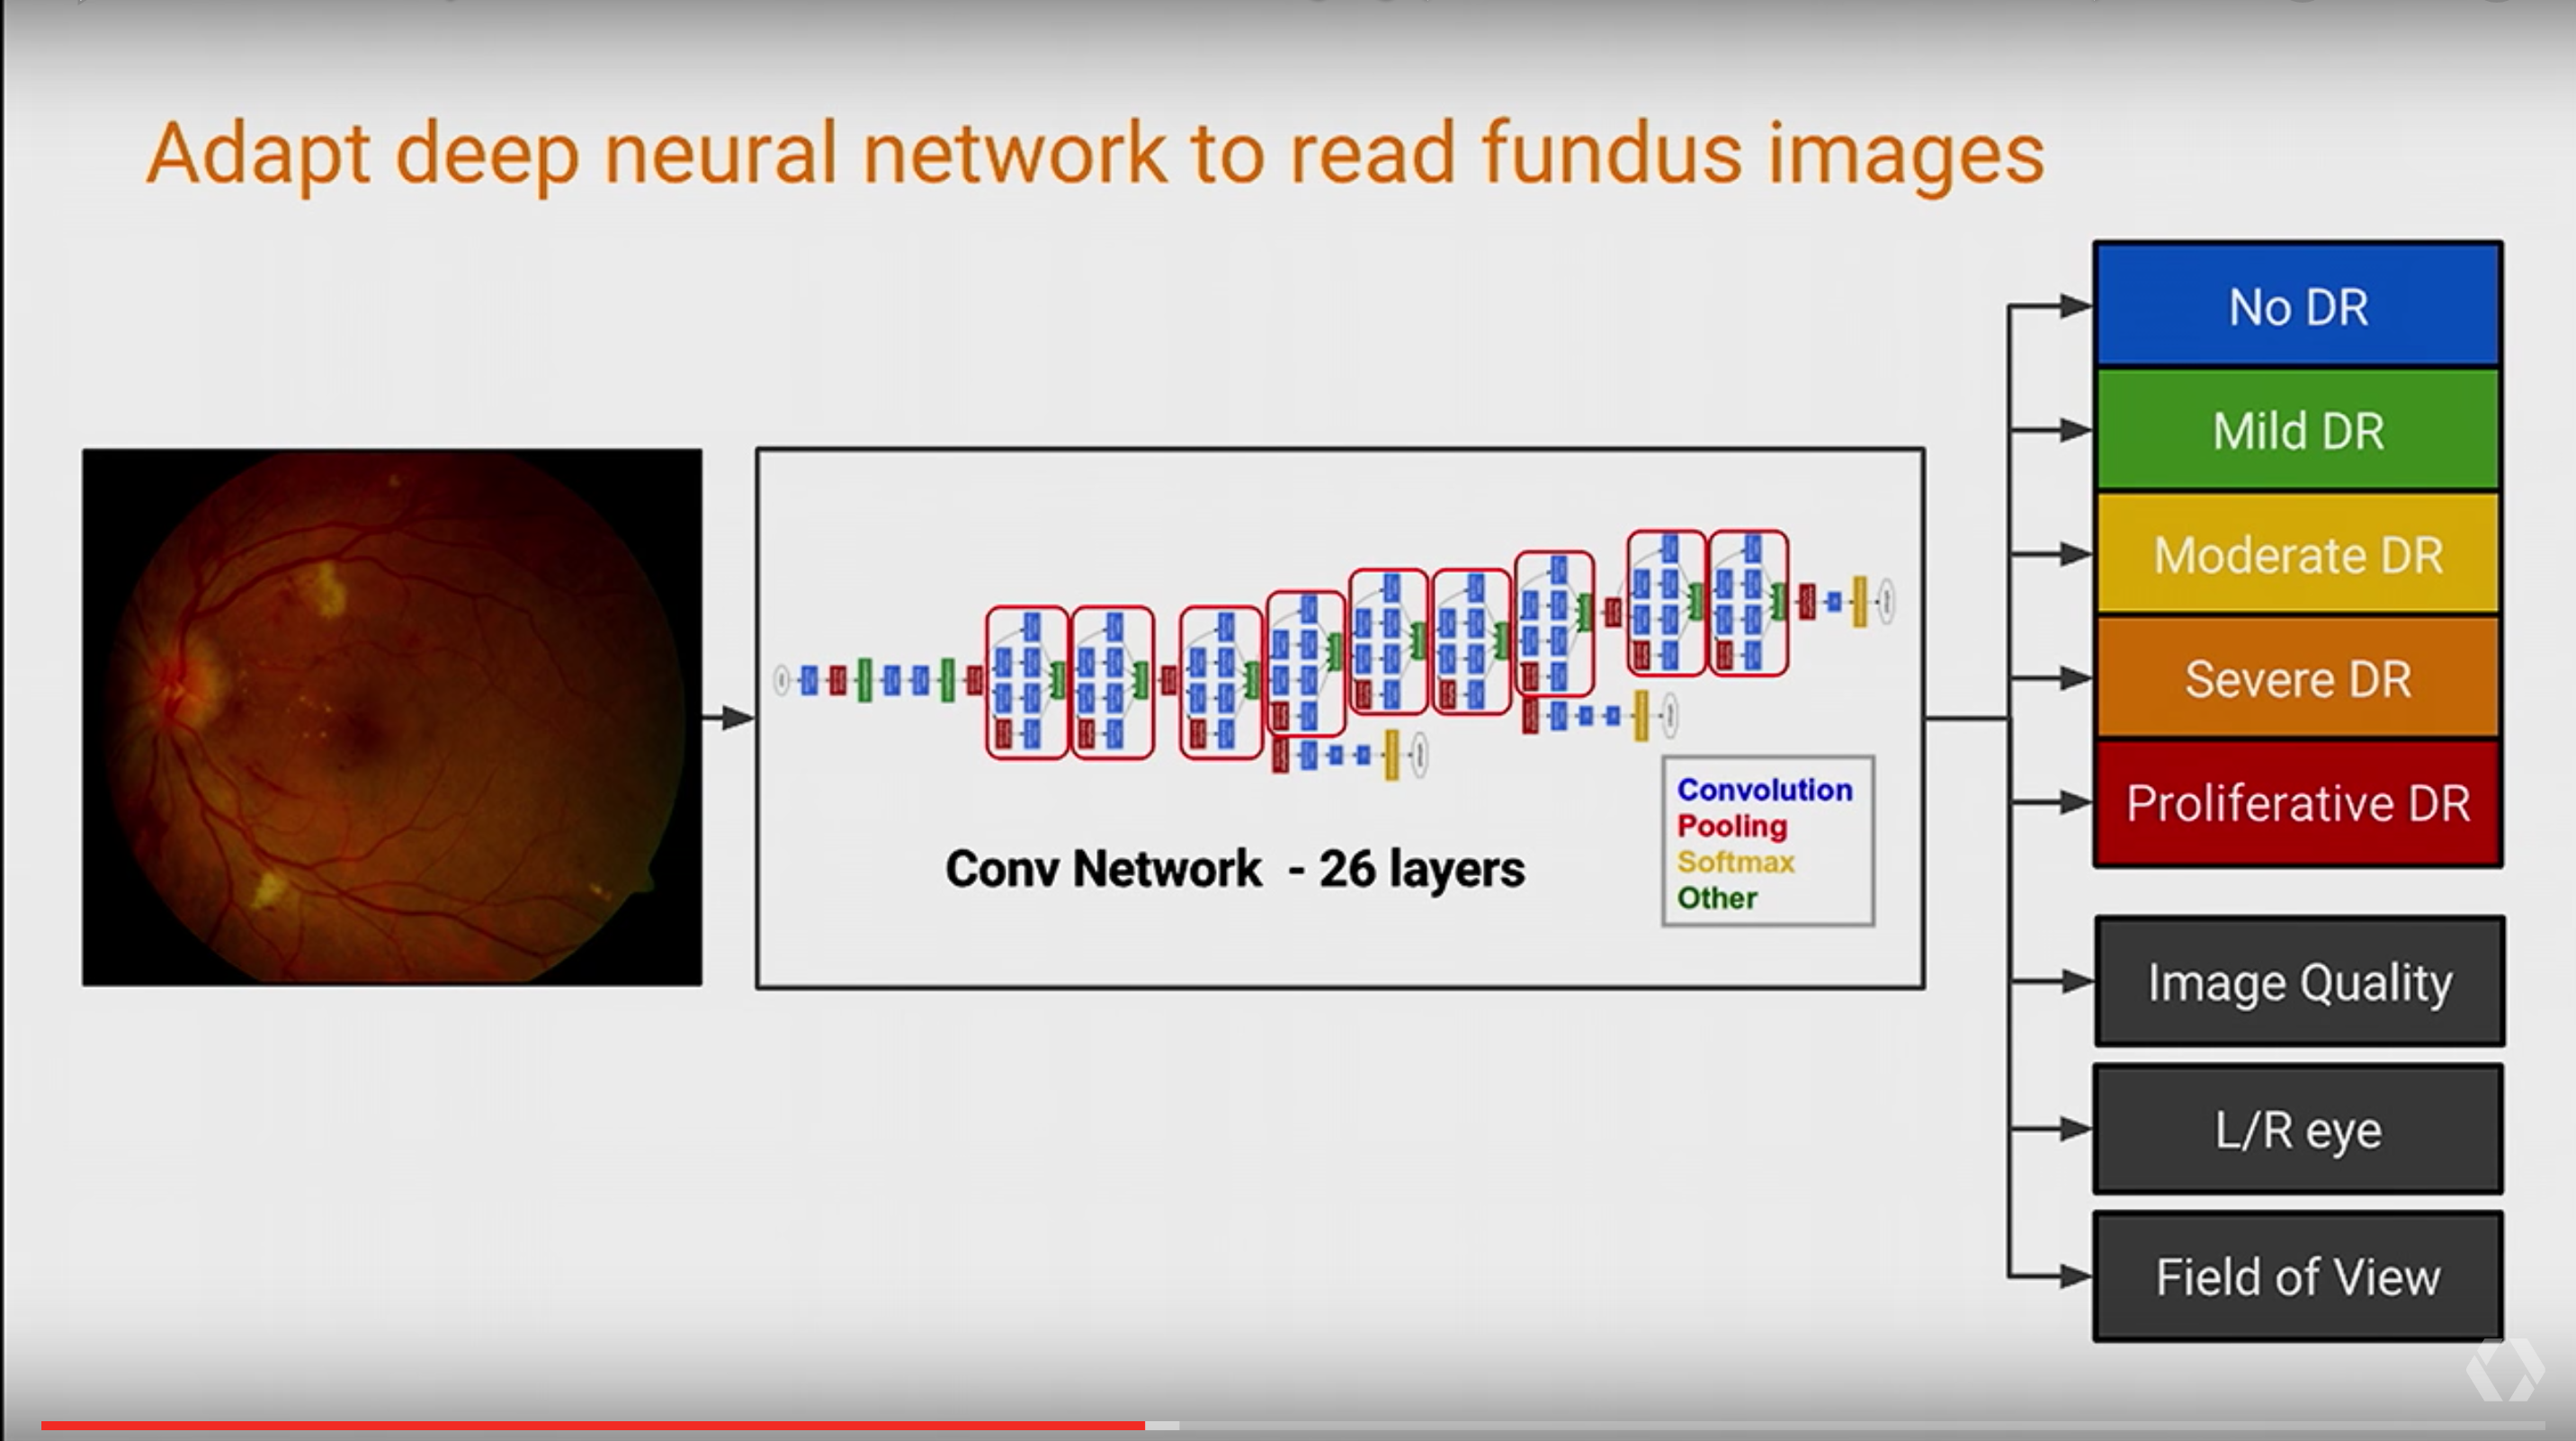 Adapt deep neural network to read fundus images
No DR
Mild DR
Moderate DR
Severe DR
Proliferative DR
Convolution
Pooling
Softmax
Other
Conv Network - 26 layers
Image Quality
L/R eye
Field of View